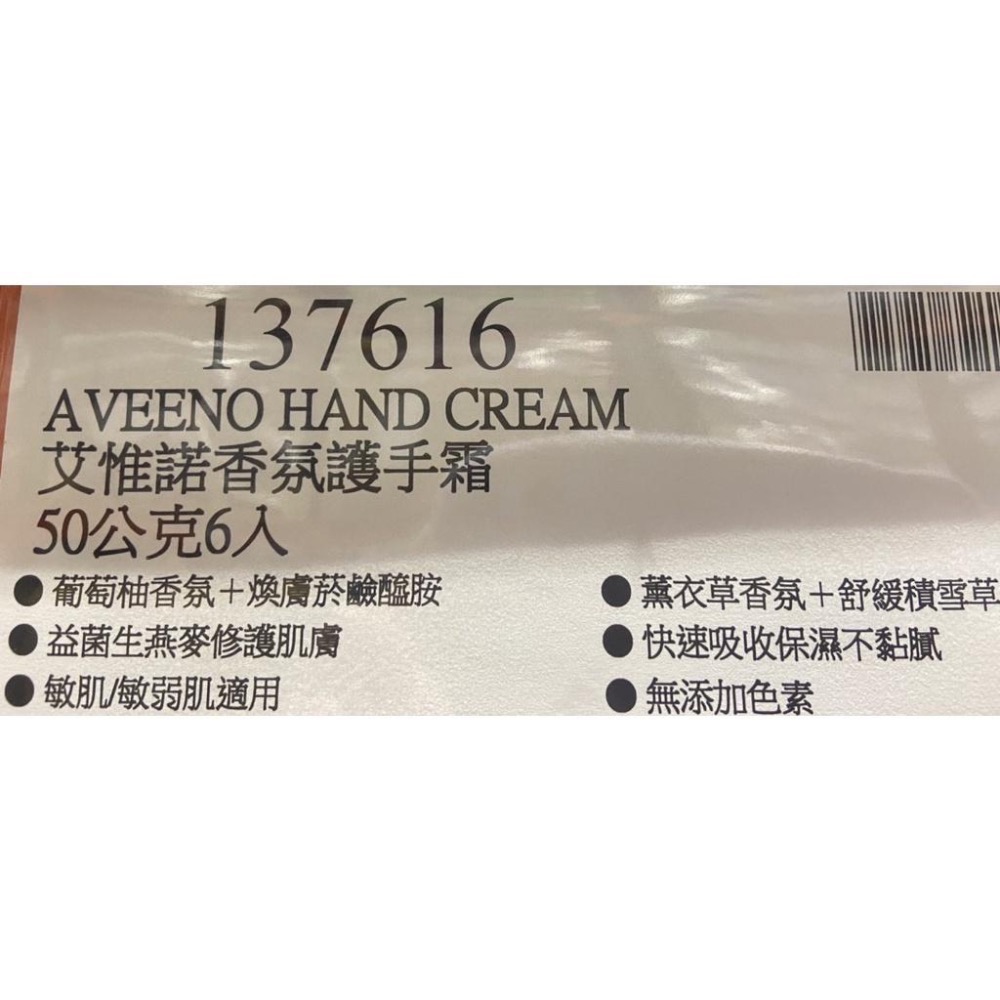 137616
AVEENO HAND CREAM
艾惟諾香氛護手霜
50公克6入
● 葡萄柚香氛＋煥膚菸鹼醯胺
● 薰衣草香氛＋舒緩積雪草
● 益菌生燕麥修護肌膚
● 快速吸收保濕不黏膩
● 敏肌/敏弱肌適用
● 無添加色素